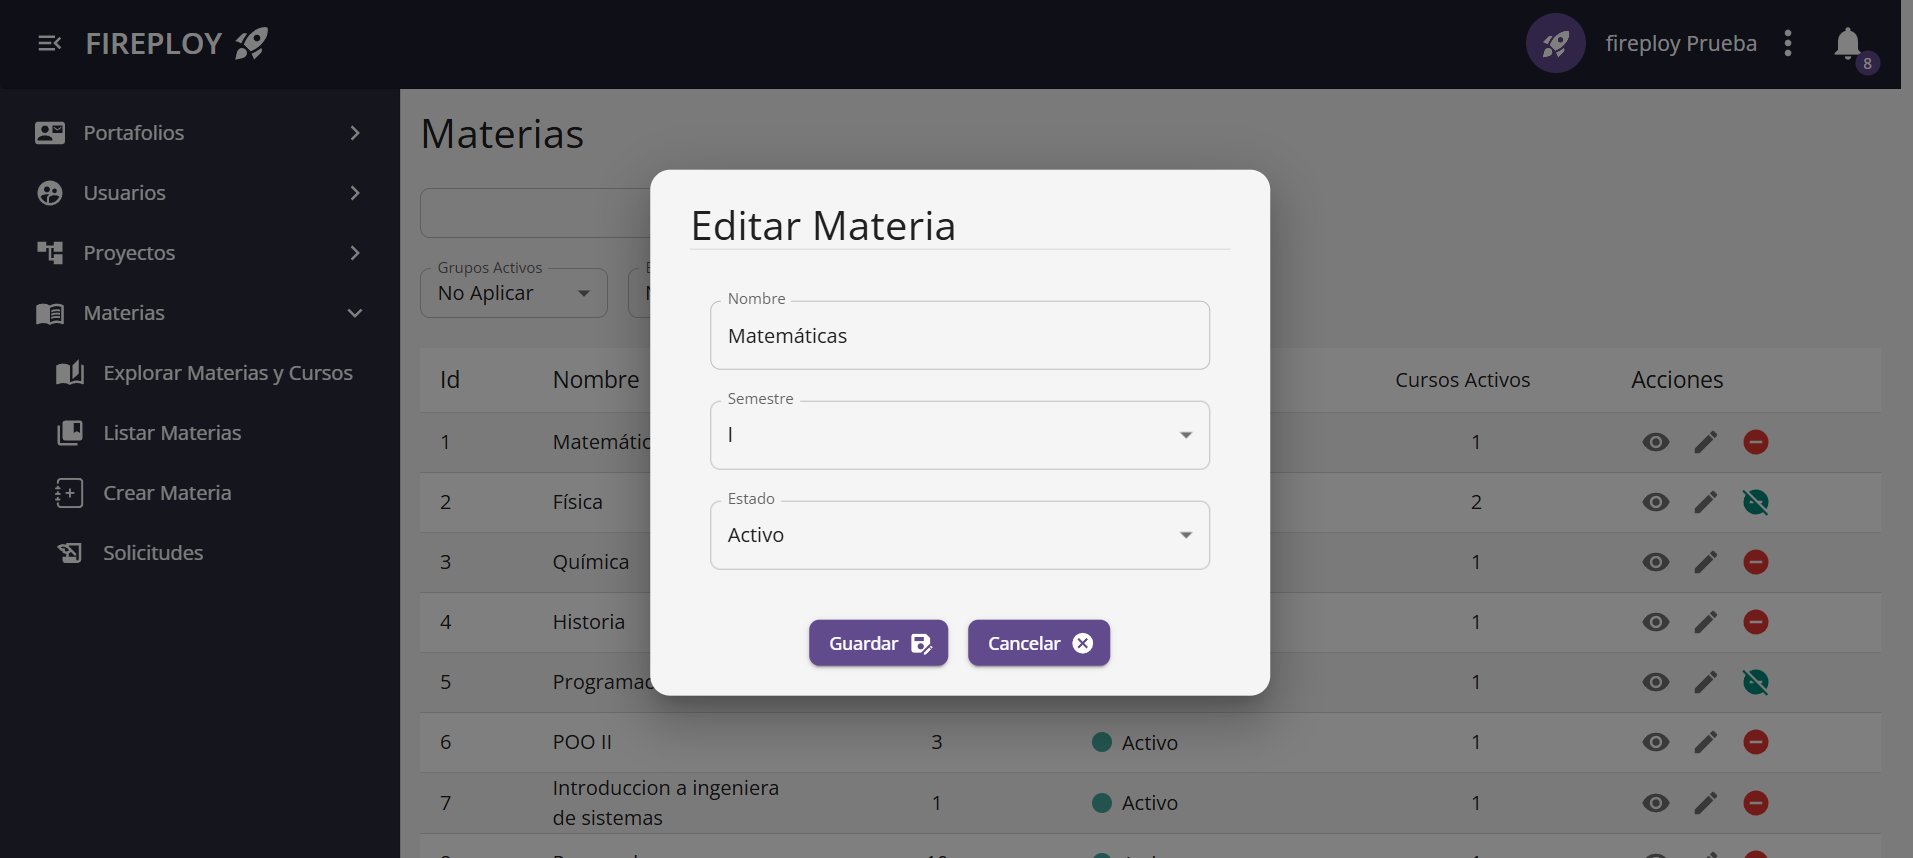 FIREPLOY
fireploy Prueba
8
Portafolios
Usuarios
Proyectos
Materias
Explorar Materias y Cursos
Listar Materias
Crear Materia
Solicitudes
Materias
Grupos Activos
No Aplicar
Editar Materia
Nombre
Matemáticas
Semestre
I
Estado
Activo
Guardar
Cancelar
Id Nombre Cursos Activos Acciones
1 Matemátic 1
2 Física 2
3 Química 1
4 Historia 1
5 Programac 1
6 POO II 3 Activo 1
7 Introduccion a ingeniera de sistemas 1 Activo 1